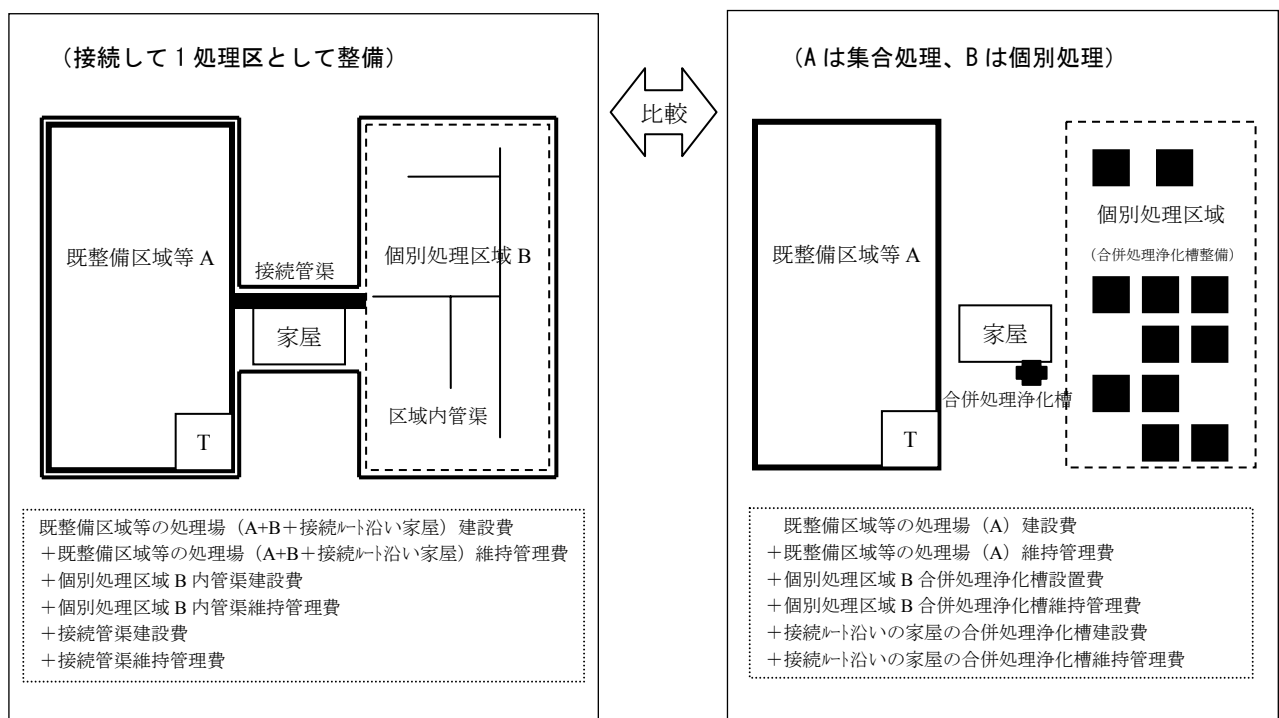 （接続して1処理区として整備）
既整備区域等 A
接続管渠
家屋
個別処理区域 B
区域内管渠
T
既整備区域等の処理場（A+B＋接続ﾙｰﾄ沿い家屋）建設費
＋既整備区域等の処理場（A+B＋接続ﾙｰﾄ沿い家屋）維持管理費
＋個別処理区域 B 内管渠建設費
＋個別処理区域 B 内管渠維持管理費
＋接続管渠建設費
＋接続管渠維持管理費
比較
（A は集合処理、B は個別処理）
既整備区域等 A
家屋
合併処理浄化槽
T
個別処理区域
（合併処理浄化槽整備）
既整備区域等の処理場（A）建設費
＋既整備区域等の処理場（A）維持管理費
＋個別処理区域 B 合併処理浄化槽設置費
＋個別処理区域 B 合併処理浄化槽維持管理費
＋接続ﾙｰﾄ沿いの家屋の合併処理浄化槽建設費
＋接続ﾙｰﾄ沿いの家屋の合併処理浄化槽維持管理費